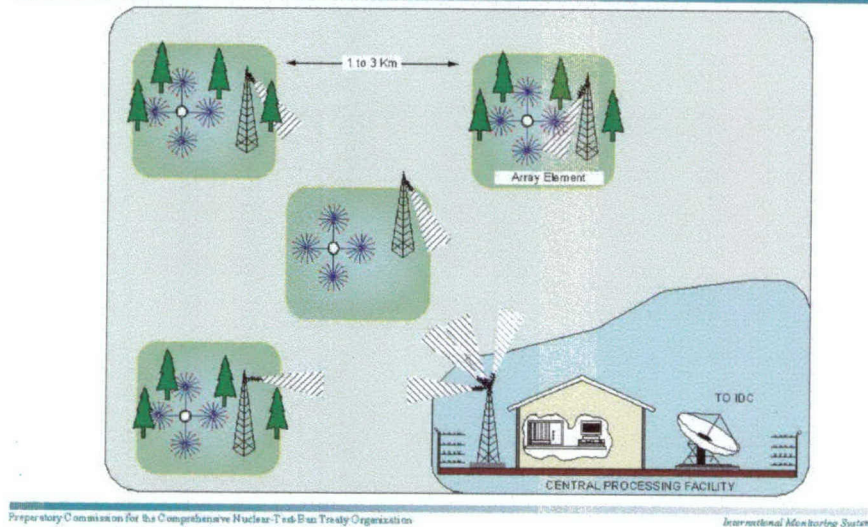 1 to 3 Km
Array Element
TO IDC
CENTRAL PROCESSING FACILITY
Preparatory Commission for the Comprehensive Nuclear-Test-Ban Treaty Organization
International Monitoring System